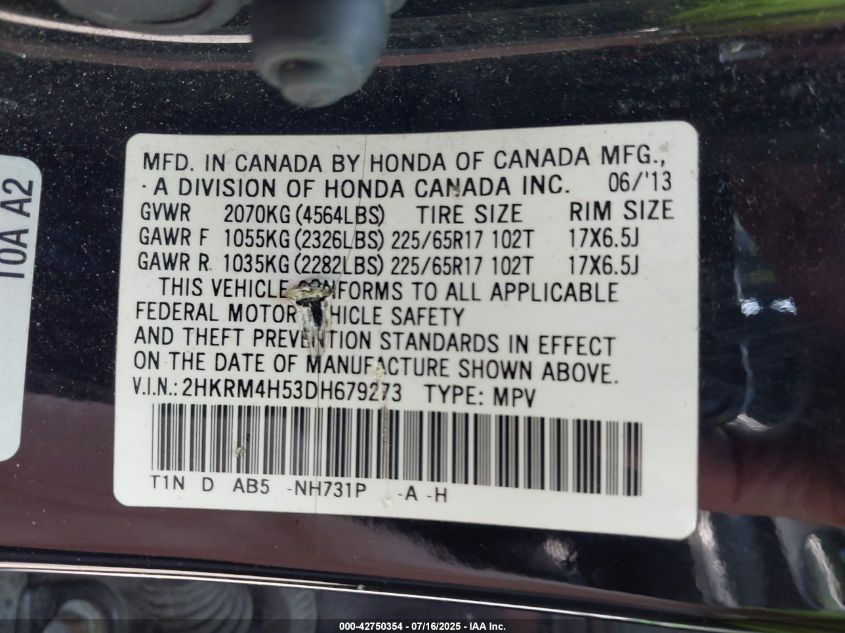 MFD. IN CANADA BY HONDA OF CANADA MFG.,
A DIVISION OF HONDA CANADA INC. 06/'13
GVWR 2070KG (4564LBS) TIRE SIZE RIM SIZE
GAWR F 1055KG (2326LBS) 225/65R17 102T 17X6.5J
GAWR R 1035KG (2282LBS) 225/65R17 102T 17X6.5J
THIS VEHICLE CONFORMS TO ALL APPLICABLE
FEDERAL MOTOR VEHICLE SAFETY
AND THEFT PREVENTION STANDARDS IN EFFECT
ON THE DATE OF MANUFACTURE SHOWN ABOVE.
V.I.N.: 2HKRM4H53DH679273 TYPE: MPV
T1N D AB5 -NH731P -A -H
T0A A2
000-42750354 - 07/16/2025 - IAA Inc.